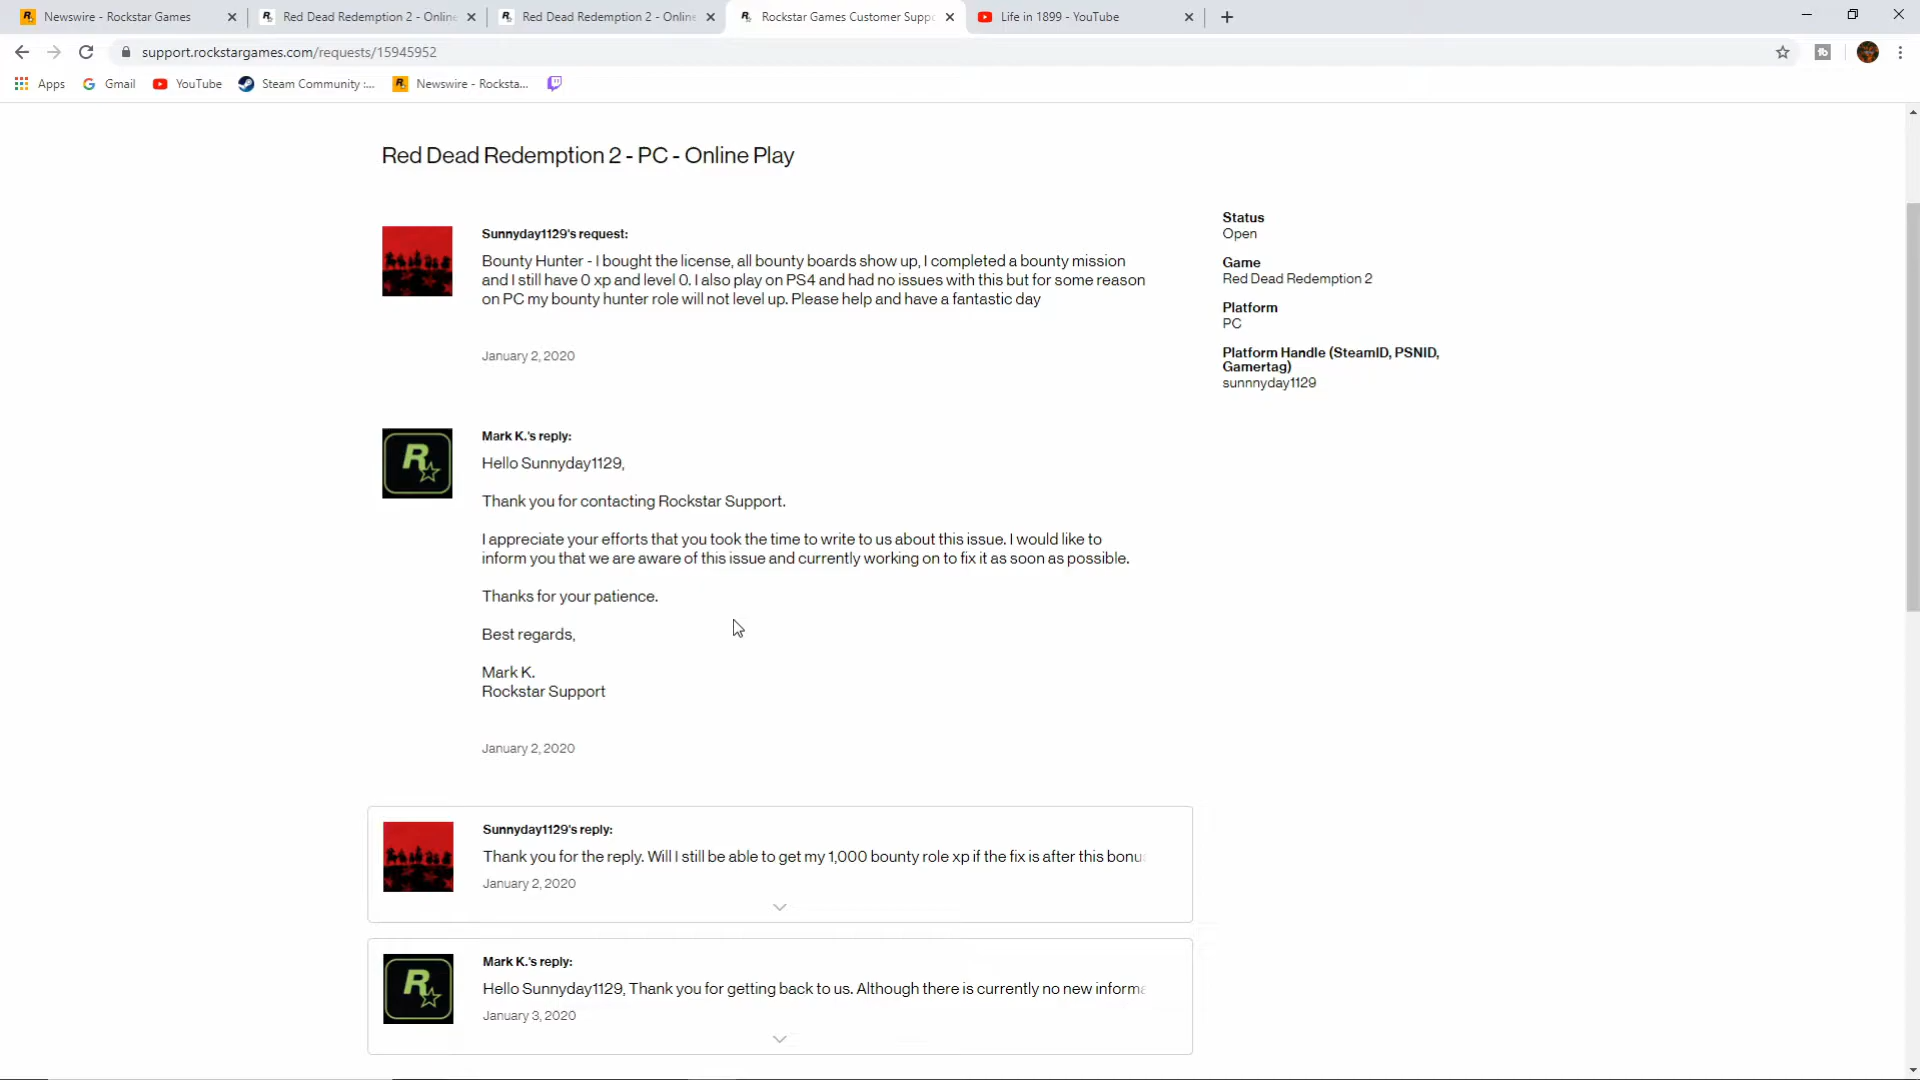 Newswire - Rockstar Games
Red Dead Redemption 2 - Online
Red Dead Redemption 2 - Online
Rockstar Games Customer Suppo
Life in 1899 - YouTube
support.rockstargames.com/requests/15945952
Apps
Gmail
YouTube
Steam Community :...
Newswire - Rocksta...
Red Dead Redemption 2 - PC - Online Play
Sunnyday1129's request:
Bounty Hunter - I bought the license, all bounty boards show up, I completed a bounty mission
and I still have 0 xp and level 0. I also play on PS4 and had no issues with this but for some reason
on PC my bounty hunter role will not level up. Please help and have a fantastic day
January 2, 2020
Status
Open
Game
Red Dead Redemption 2
Platform
PC
Platform Handle (SteamID, PSNID,
Gamertag)
sunnnyday1129
Mark K.'s reply:
Hello Sunnyday1129,
Thank you for contacting Rockstar Support.
I appreciate your efforts that you took the time to write to us about this issue. I would like to
inform you that we are aware of this issue and currently working on to fix it as soon as possible.
Thanks for your patience.
Best regards,
Mark K.
Rockstar Support
January 2, 2020
Sunnyday1129's reply:
Thank you for the reply. Will I still be able to get my 1,000 bounty role xp if the fix is after this bonu
January 2, 2020
Mark K.'s reply:
Hello Sunnyday1129, Thank you for getting back to us. Although there is currently no new informa
January 3, 2020